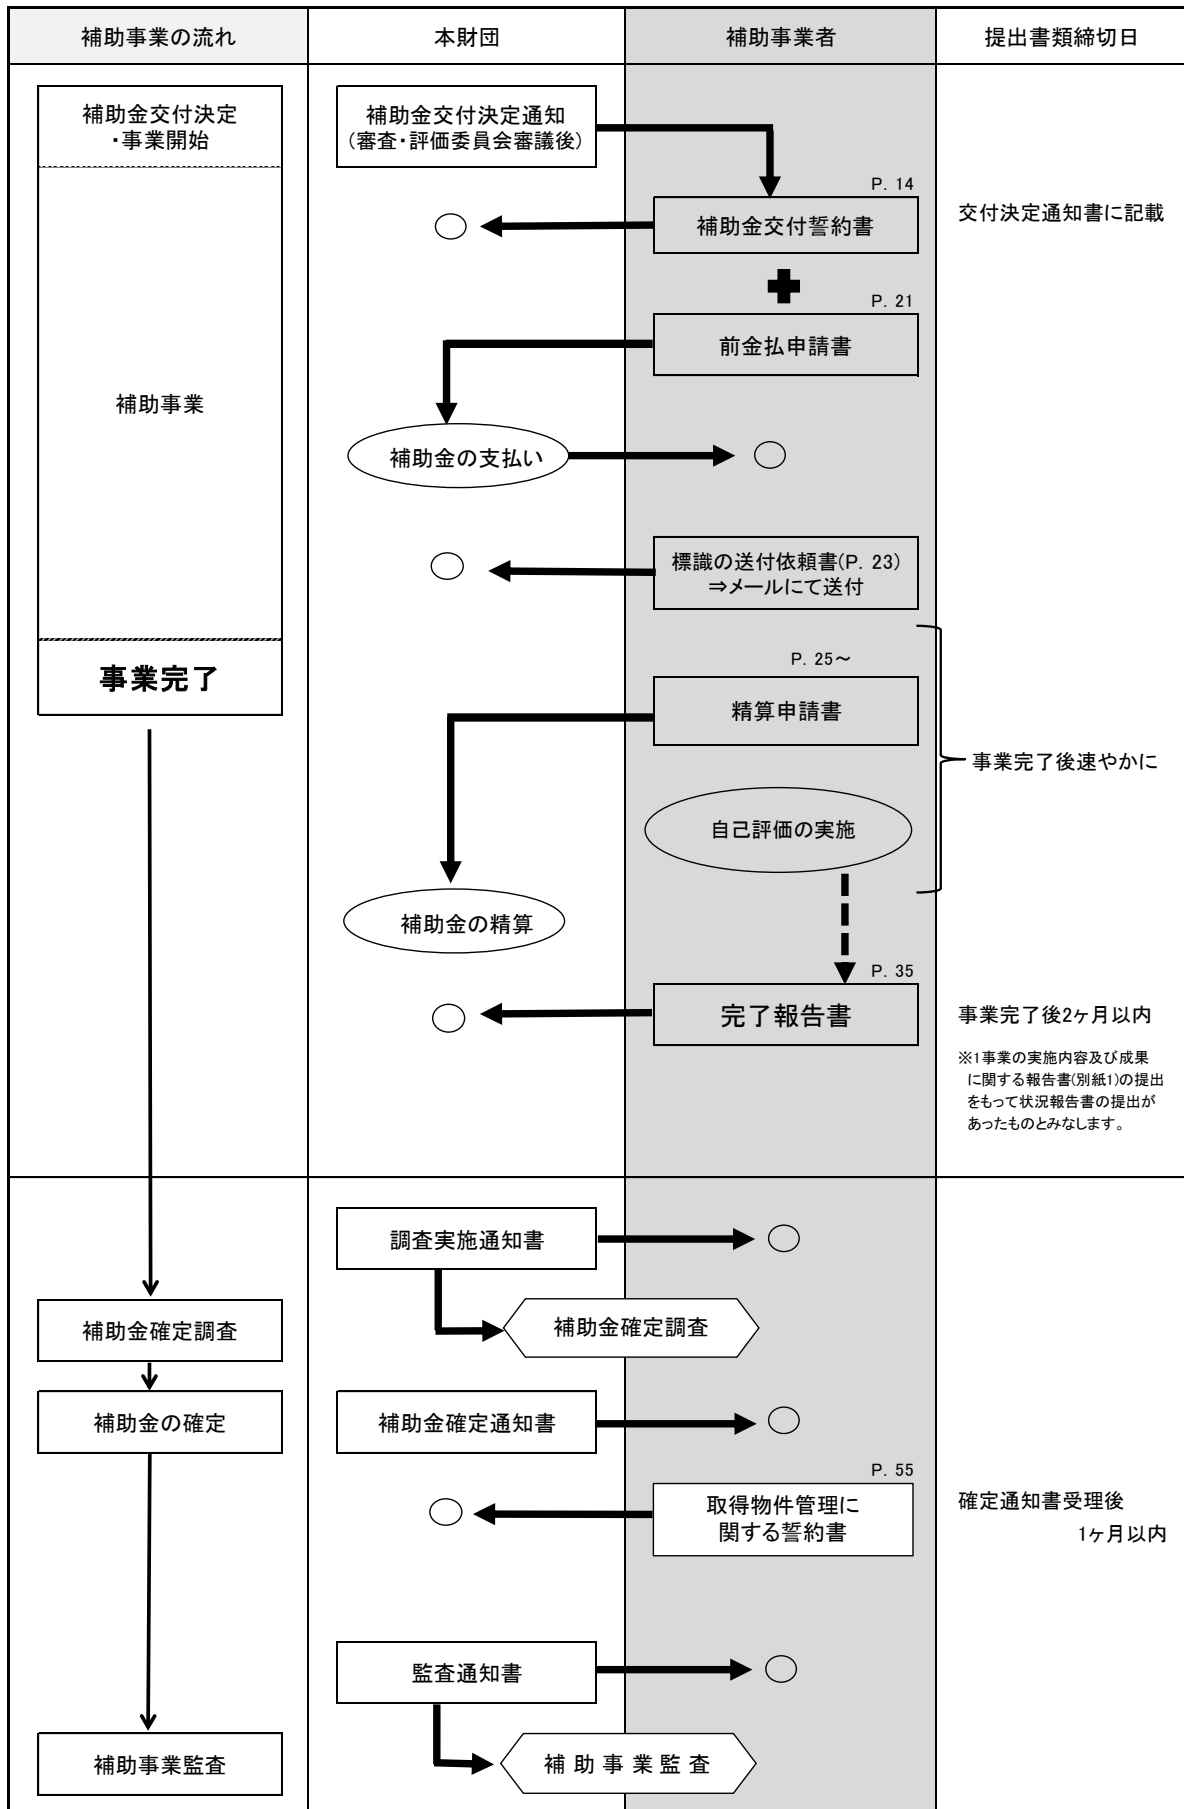 補助事業の流れ
本財団
補助事業者
提出書類締切日
補助金交付決定
・事業開始
補助金交付決定通知
(審査・評価委員会審議後)
P. 14
補助金交付誓約書
交付決定通知書に記載
P. 21
前金払申請書
補助事業
補助金の支払い
標識の送付依頼書(P. 23)
⇒メールにて送付
事業完了
P. 25～
精算申請書
事業完了後速やかに
自己評価の実施
補助金の精算
P. 35
完了報告書
事業完了後2ヶ月以内
※1事業の実施内容及び成果
に関する報告書(別紙1)の提出
をもって状況報告書の提出が
あったものとみなします。
調査実施通知書
補助金確定調査
補助金確定調査
補助金の確定
補助金確定通知書
P. 55
取得物件管理に
関する誓約書
確定通知書受理後
1ヶ月以内
監査通知書
補助事業監査
補 助 事 業 監 査